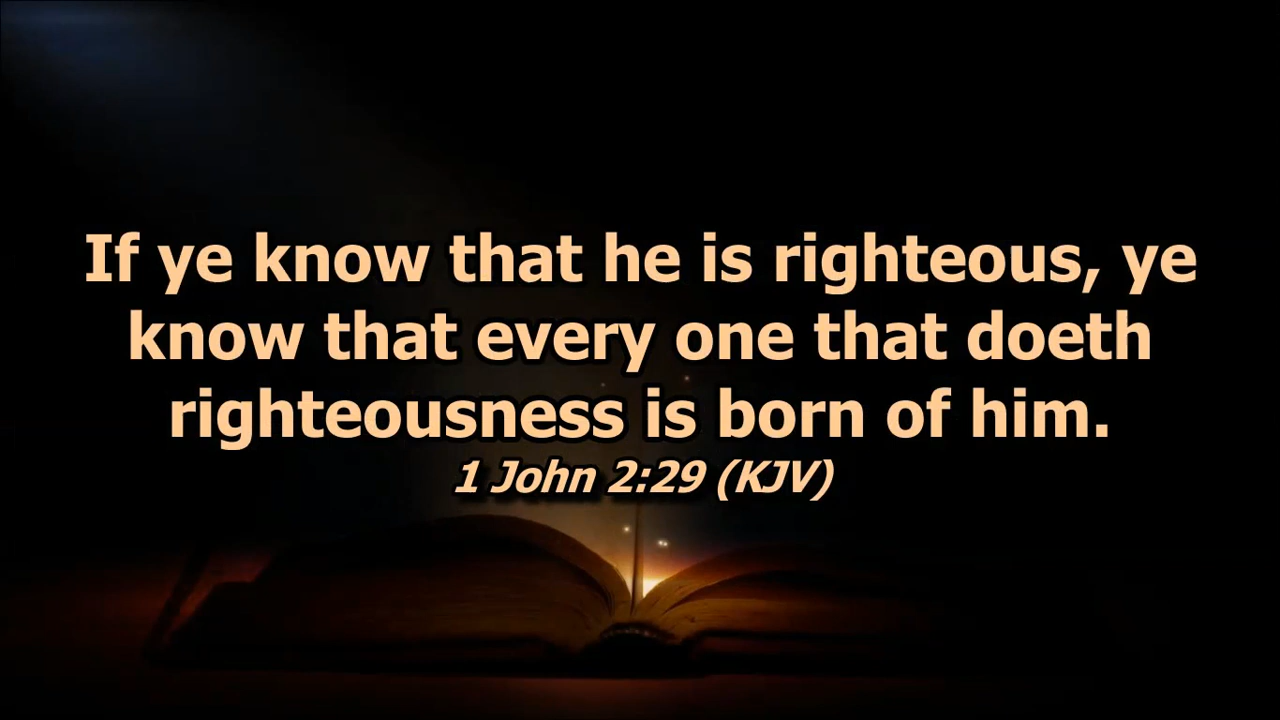 If ye know that he is righteous, ye
know that every one that doeth
righteousness is born of him.
1 John 2:29 (KJV)